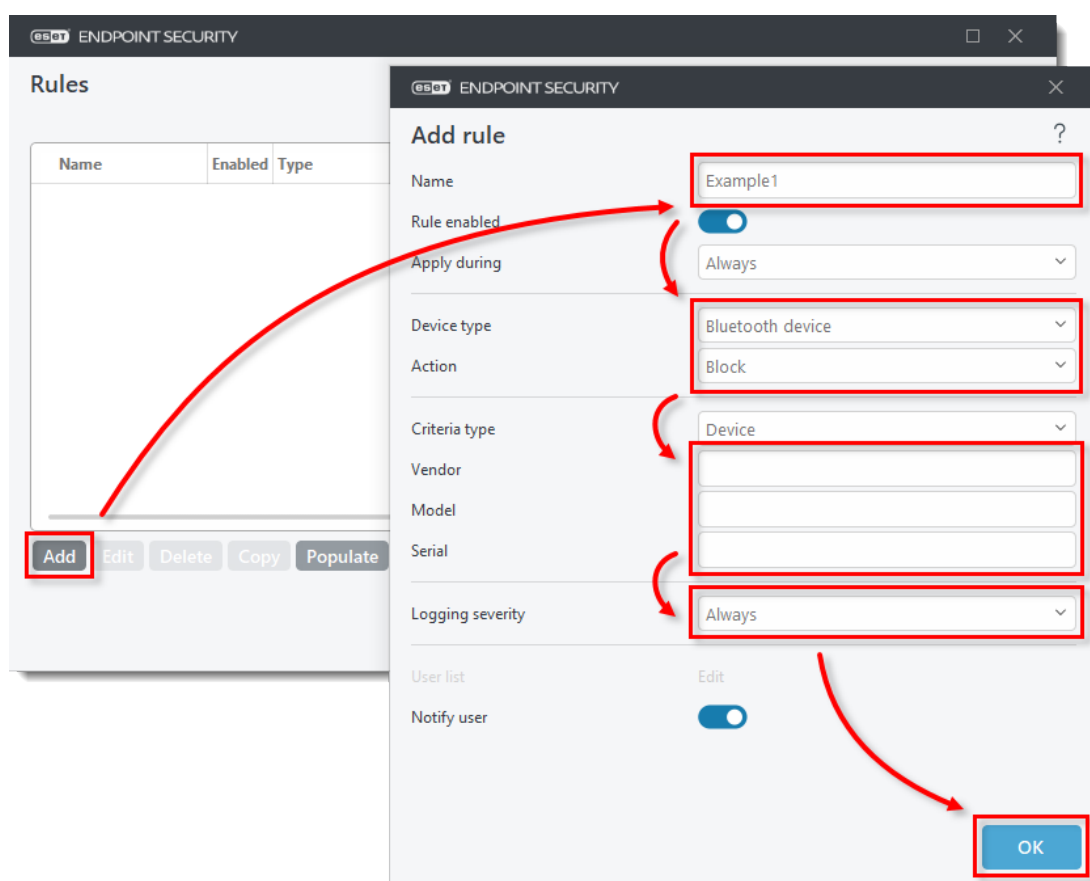 eset ENDPOINT SECURITY
Rules
Name Enabled Type
Add Edit Delete Copy Populate
eset ENDPOINT SECURITY
Add rule ?
Name Example1
Rule enabled
Apply during Always
Device type Bluetooth device
Action Block
Criteria type Device
Vendor
Model
Serial
Logging severity Always
User list Edit
Notify user
OK